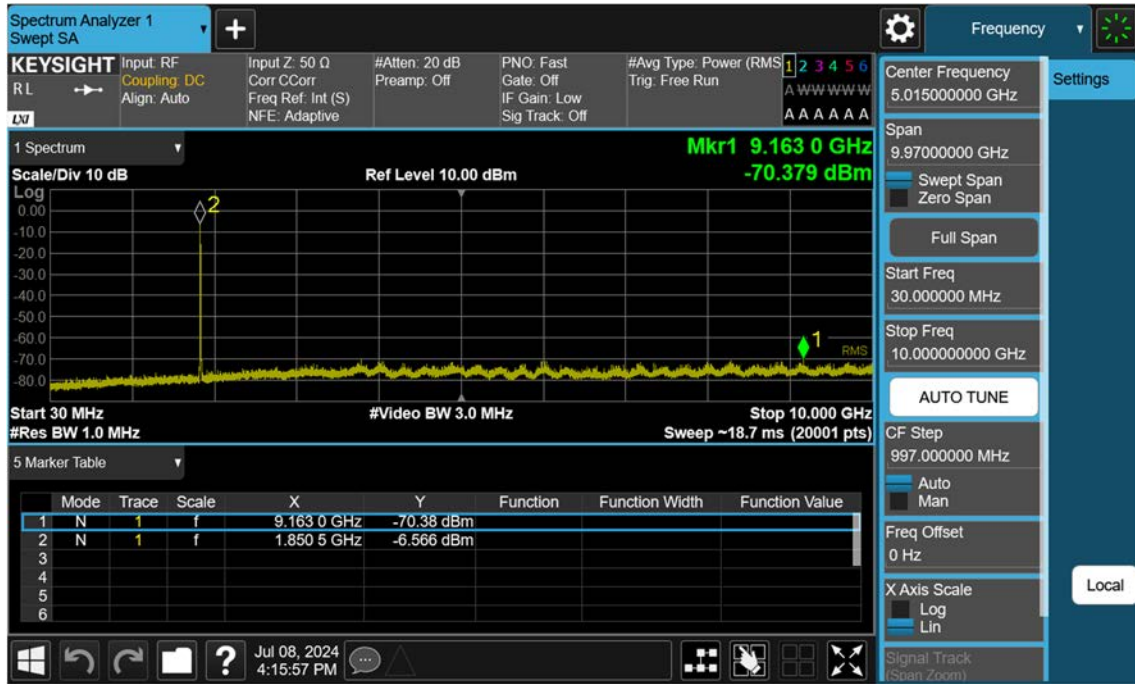 Spectrum Analyzer 1
Swept SA
+
Frequency
KEYSIGHT
RL
LXI
Input: RF
Coupling: DC
Align: Auto
Input Z: 50 Ω
Corr CCorr
Freq Ref: Int (S)
NFE: Adaptive
#Atten: 20 dB
Preamp: Off
PNO: Fast
Gate: Off
IF Gain: Low
Sig Track: Off
#Avg Type: Power (RMS
Trig: Free Run
1 2 3 4 5 6
A W W W W W
A A A A A A
1 Spectrum
Scale/Div 10 dB
Ref Level 10.00 dBm
Mkr1 9.163 0 GHz
-70.379 dBm
Log
0.00
-10.0
-20.0
-30.0
-40.0
-50.0
-60.0
-70.0
-80.0
2
1
RMS
Start 30 MHz
#Video BW 3.0 MHz
Stop 10.000 GHz
#Res BW 1.0 MHz
Sweep ~18.7 ms (20001 pts)
5 Marker Table
Mode Trace Scale X Y Function Function Width Function Value
1 N 1 f 9.163 0 GHz -70.38 dBm
2 N 1 f 1.850 5 GHz -6.566 dBm
3
4
5
6
?
Jul 08, 2024
4:15:57 PM
Center Frequency
5.015000000 GHz
Span
9.97000000 GHz
Swept Span
Zero Span
Full Span
Start Freq
30.000000 MHz
Stop Freq
10.000000000 GHz
AUTO TUNE
CF Step
997.000000 MHz
Auto
Man
Freq Offset
0 Hz
X Axis Scale
Log
Lin
Signal Track
(Span Zoom)
Settings
Local